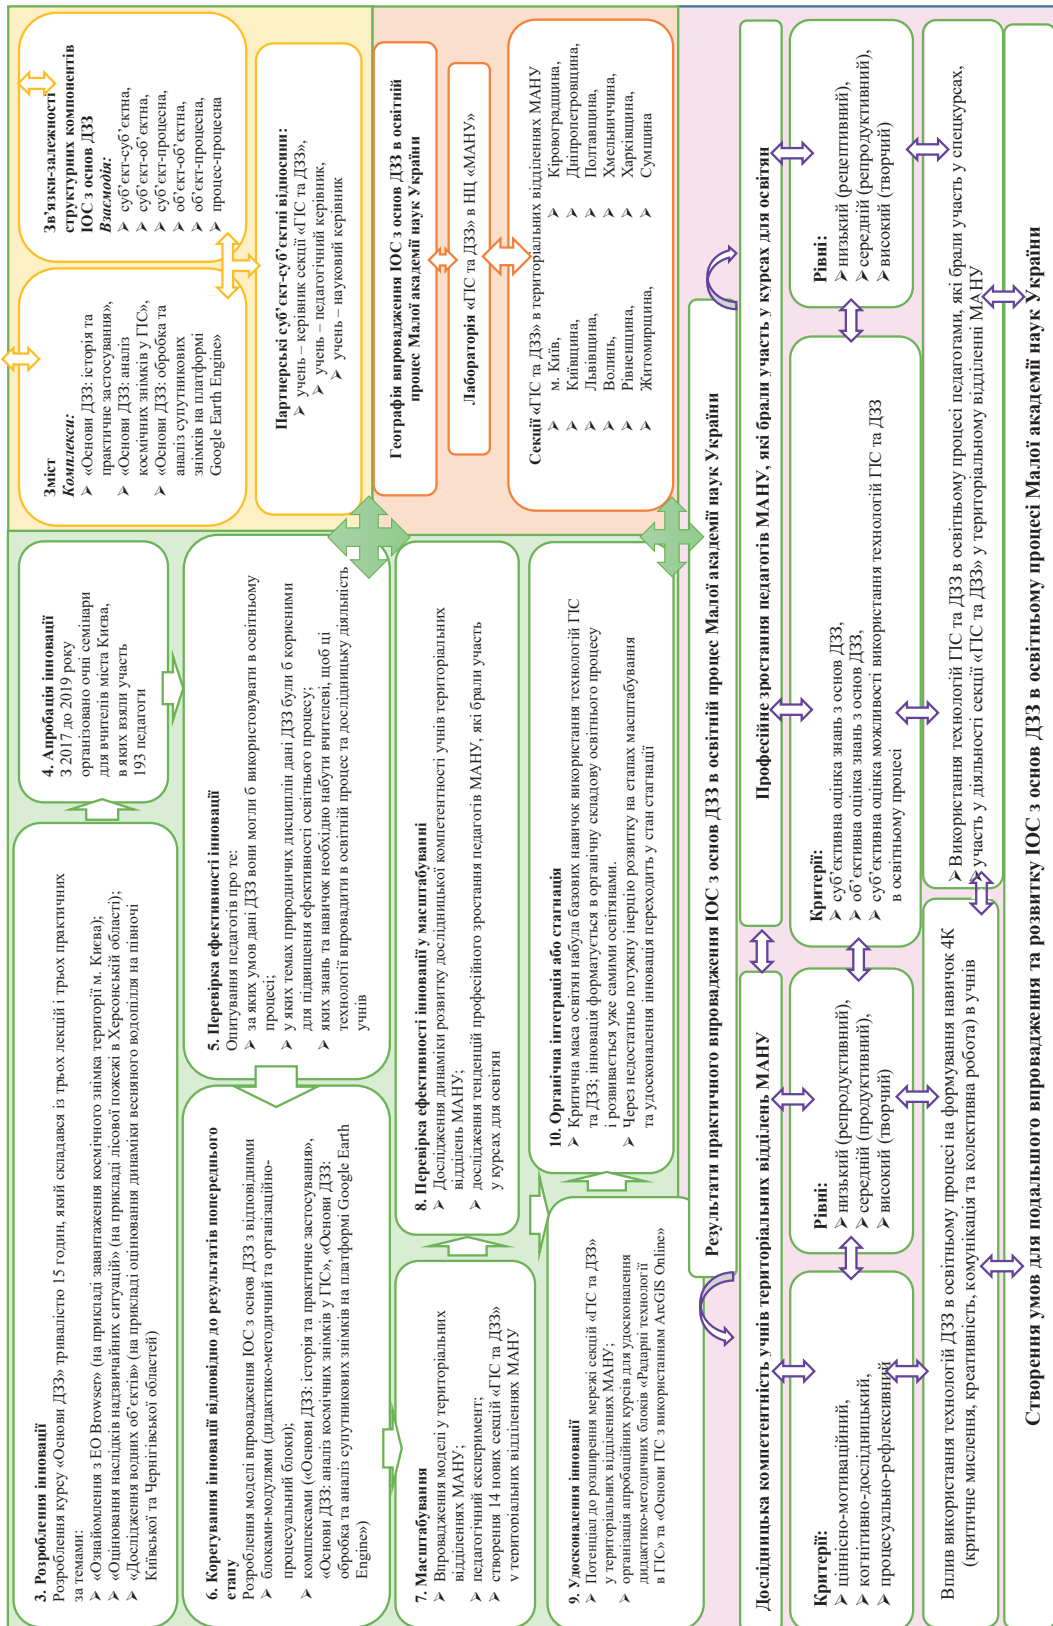 3. Розроблення інновації
Розроблення курсу «Основи ДЗЗ» тривалістю 15 годин, який складався із трьох лекцій і трьох практичних
за темами:
➢ «Ознайомлення з EO Browser» (на прикладі завантаження космічного знімка території м. Києва);
➢ «Оцінювання наслідків надзвичайних ситуацій» (на прикладі лісової пожежі в Херсонській області);
➢ «Дослідження водних об’єктів» (на прикладі оцінювання динаміки весняного водопілля на півночі
Київської та Чернігівської областей)
4. Апробація інновації
З 2017 до 2019 року
організовано очні семінари
для вчителів міста Києва,
в яких взяли участь
193 педагоги
5. Перевірка ефективності інновації
Опитування педагогів про те:
➢ за яких умов дані ДЗЗ вони могли б використовувати в освітньому
процесі;
➢ у яких темах природничих дисциплін дані ДЗЗ були б корисними
для підвищення ефективності освітнього процесу;
➢ яких знань та навичок необхідно набути вчителеві, щоб ці
технології впровадити в освітній процес та дослідницьку діяльність
учнів
6. Корегування інновації відповідно до результатів попереднього
етапу
Розроблення моделі впровадження ІОС з основ ДЗЗ з відповідними
➢ блоками-модулями (дидактико-методичний та організаційно-
процесуальний блоки);
➢ комплексами («Основи ДЗЗ: історія та практичне застосування»,
«Основи ДЗЗ: аналіз космічних знімків у ГІС», «Основи ДЗЗ:
обробка та аналіз супутникових знімків на платформі Google Earth
Engine»)
7. Масштабування
➢ Впровадження моделі у територіальних
відділеннях МАНУ;
➢ педагогічний експеримент;
➢ створення 14 нових секцій «ГІС та ДЗЗ»
у територіальних відділеннях МАНУ
8. Перевірка ефективності інновації у масштабуванні
➢ Дослідження динаміки розвитку дослідницької компетентності учнів територіальних
відділень МАНУ;
➢ дослідження тенденцій професійного зростання педагогів МАНУ, які брали участь
у курсах для освітян
9. Удосконалення інновації
➢ Потенціал до розширення мережі секцій «ГІС та ДЗЗ»
у територіальних відділеннях МАНУ;
➢ організація апробаційних курсів для удосконалення
дидактико-методичних блоків «Радарні технології
в ГІС» та «Основи ГІС з використанням ArcGIS Online»
10. Органічна інтеграція або стагнація
➢ Критична маса освітян набула базових навичок використання технологій ГІС
та ДЗЗ; інновація форматується в органічну складову освітнього процесу
і розвивається уже самими освітянами.
➢ Через недостатньо потужну інерцію розвитку на етапах масштабування
та удосконалення інновація переходить у стан стагнації
Зміст
Комплекси:
➢ «Основи ДЗЗ: історія та
практичне застосування»,
➢ «Основи ДЗЗ: аналіз
космічних знімків у ГІС»,
➢ «Основи ДЗЗ: обробка та
аналіз супутникових
знімків на платформі
Google Earth Engine»
Зв’язки-залежності
структурних компонентів
ІОС з основ ДЗЗ
Взаємодія:
➢ суб’єкт-суб’єктна,
➢ суб’єкт-об’єктна,
➢ суб’єкт-процесна,
➢ об’єкт-об’єктна,
➢ об’єкт-процесна,
➢ процес-процесна
Партнерські суб’єкт-суб’єктні відносини:
➢ учень – керівник секції «ГІС та ДЗЗ»,
➢ учень – педагогічний керівник,
➢ учень – науковий керівник
Географія впровадження ІОС з основ ДЗЗ в освітній
процес Малої академії наук України
Лабораторія «ГІС та ДЗЗ» в НЦ «МАНУ»
Секції «ГІС та ДЗЗ» в територіальних відділеннях МАНУ
➢ м. Київ, ➢ Кіровоградщина,
➢ Київщина, ➢ Дніпропетровщина,
➢ Львівщина, ➢ Полтавщина,
➢ Волинь, ➢ Хмельниччина,
➢ Рівненщина, ➢ Харківщина,
➢ Житомирщина, ➢ Сумщина
Результати практичного впровадження ІОС з основ ДЗЗ в освітній процес Малої академії наук України
Дослідницька компетентність учнів територіальних відділень МАНУ
Професійне зростання педагогів МАНУ, які брали участь у курсах для освітян
Критерії:
➢ ціннісно-мотиваційний,
➢ когнітивно-дослідницький,
➢ процесуально-рефлексивний
Рівні:
➢ низький (репродуктивний),
➢ середній (продуктивний),
➢ високий (творчий)
Критерії:
➢ суб’єктивна оцінка знань з основ ДЗЗ,
➢ об’єктивна оцінка знань з основ ДЗЗ,
➢ суб’єктивна оцінка можливості використання технологій ГІС та ДЗЗ
в освітньому процесі
Рівні:
➢ низький (рецептивний),
➢ середній (репродуктивний),
➢ високий (творчий)
Вплив використання технологій ДЗЗ в освітньому процесі на формування навичок 4К
(критичне мислення, креативність, комунікація та колективна робота) в учнів
➢ Використання технологій ГІС та ДЗЗ в освітньому процесі педагогами, які брали участь у спецкурсах,
➢ участь у діяльності секції «ГІС та ДЗЗ» у територіальному відділенні МАНУ
Створення умов для подальшого впровадження та розвитку ІОС з основ ДЗЗ в освітньому процесі Малої академії наук України